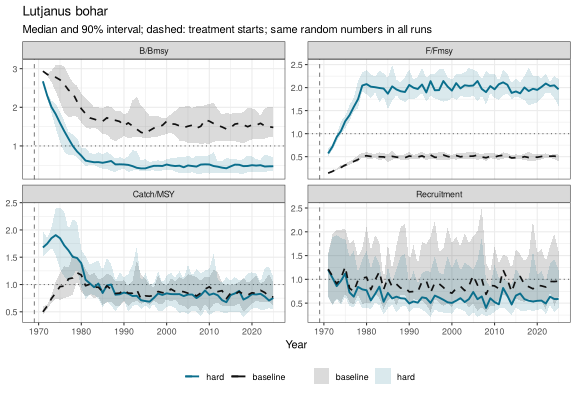 Lutjanus bohar
Median and 90% interval; dashed: treatment starts; same random numbers in all runs
B/Bmsy
F/Fmsy
3
2
1
2.5
2.0
1.5
1.0
0.5
Catch/MSY
Recruitment
2.5
2.0
1.5
1.0
0.5
2.5
2.0
1.5
1.0
0.5
1970 1980 1990 2000 2010 2020
1970 1980 1990 2000 2010 2020
Year
hard baseline baseline hard